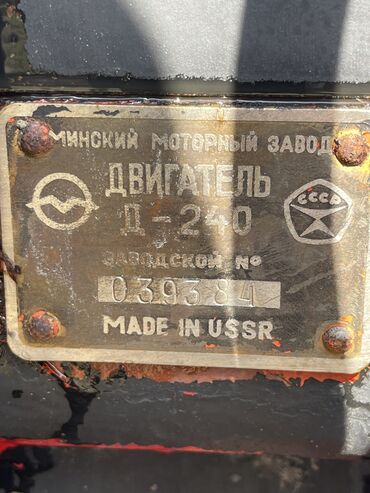 МИНСКИЙ МОТОРНЫЙ ЗАВОД
ДВИГАТЕЛЬ
Д-240
СССР
ЗАВОДСКОЙ №
039384
MADE IN USSR